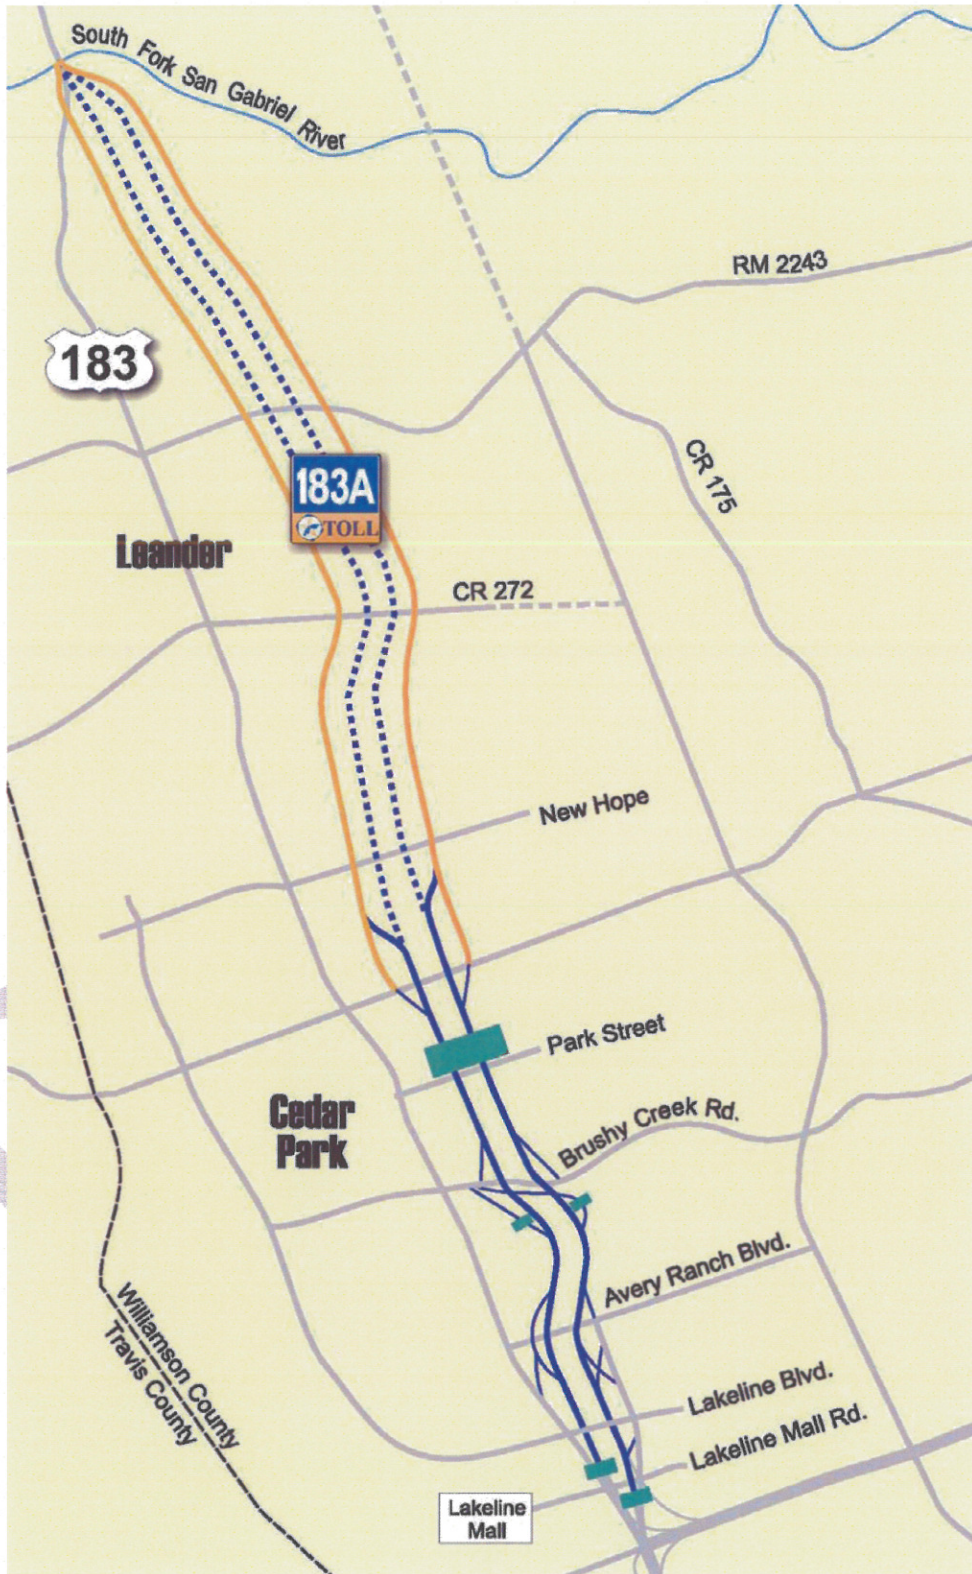 South Fork San Gabriel River
RM 2243
183
CR 175
183A
TOLL
Leander
CR 272
New Hope
Park Street
Cedar
Park
Brushy Creek Rd.
Avery Ranch Blvd.
Williamson County
Travis County
Lakeline Blvd.
Lakeline Mall Rd.
Lakeline
Mall